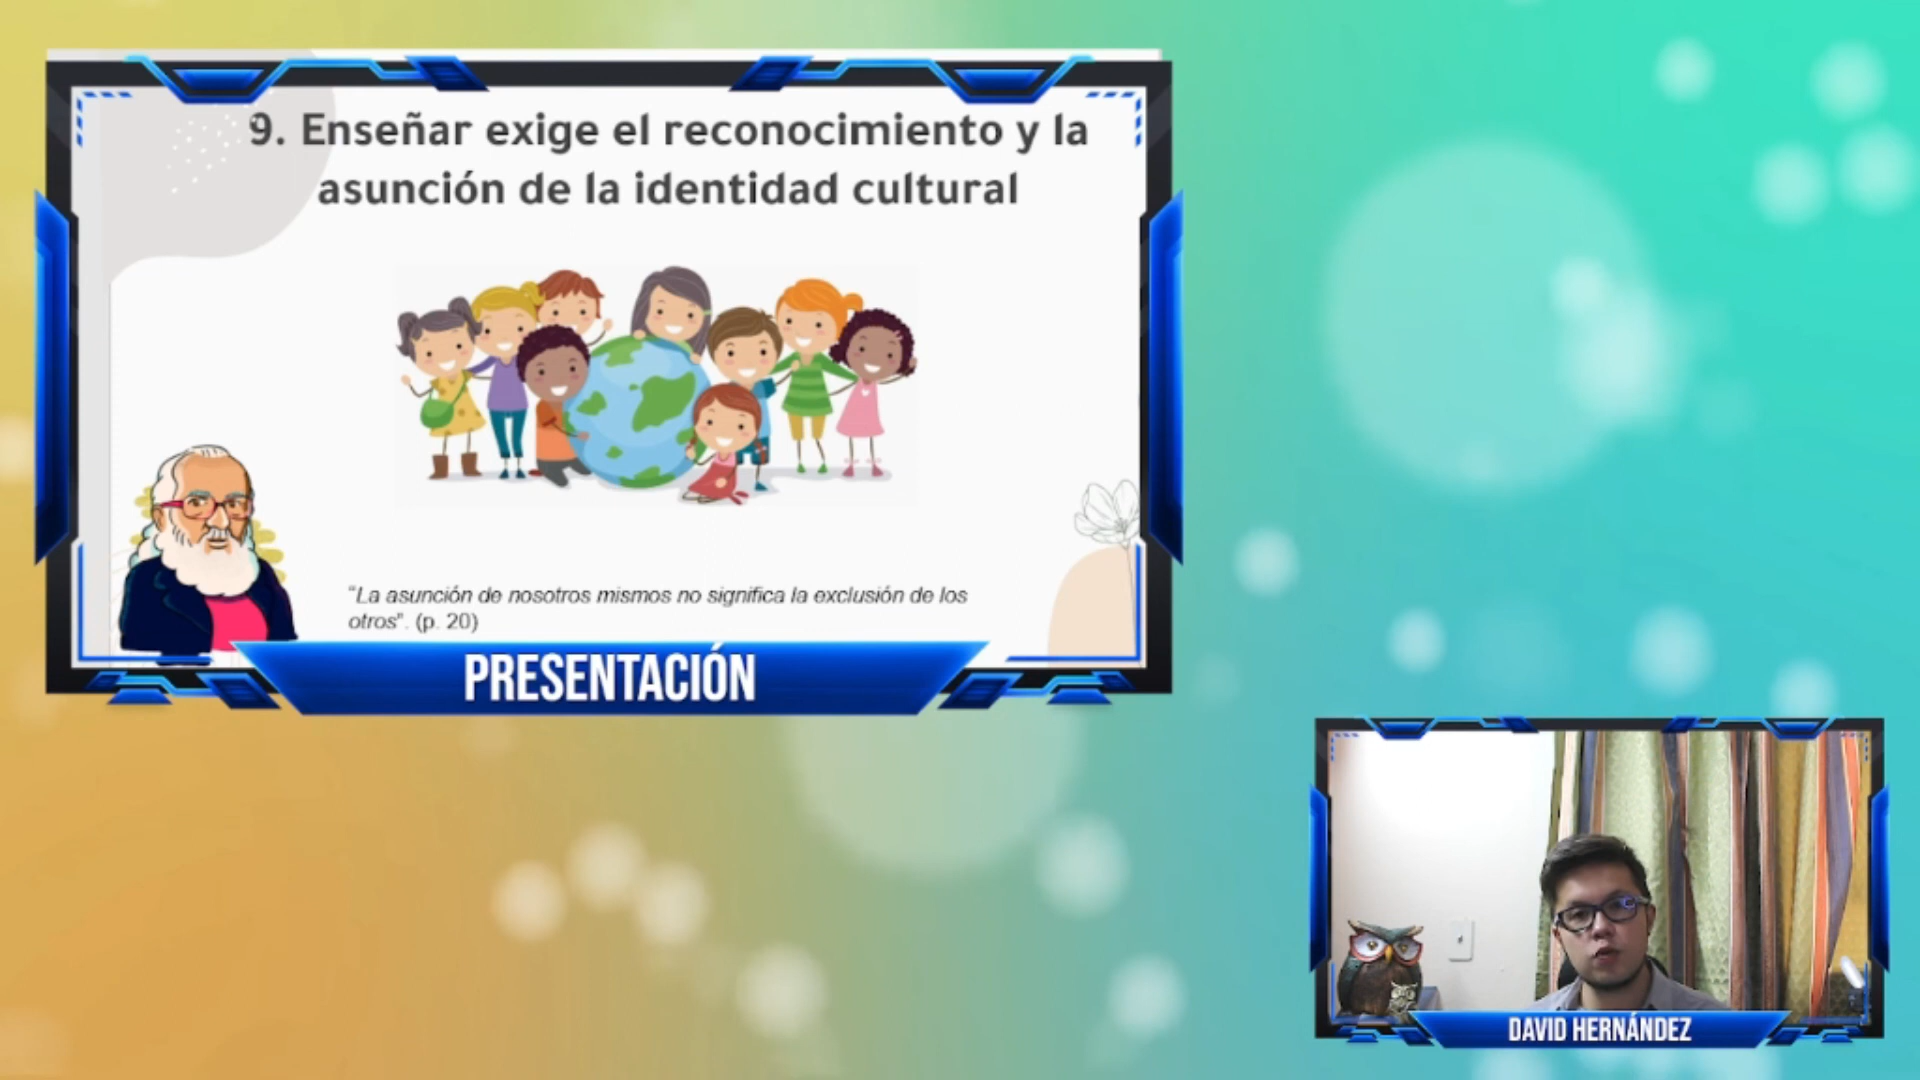 9. Enseñar exige el reconocimiento y la
asunción de la identidad cultural
“La asunción de nosotros mismos no significa la exclusión de los
otros”. (p. 20)
PRESENTACIÓN
DAVID HERNÁNDEZ